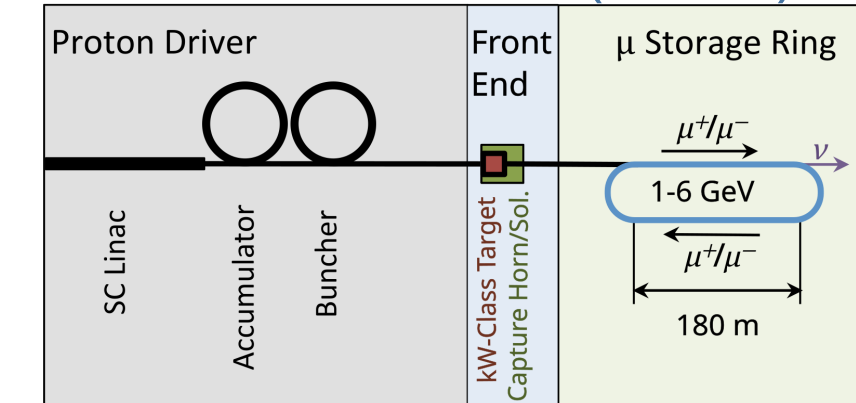 Proton Driver
Front
End
μ Storage Ring
μ⁺/μ⁻
ν
1-6 GeV
μ⁺/μ⁻
180 m
SC Linac
Accumulator
Buncher
kW-Class Target
Capture Horn/Sol.